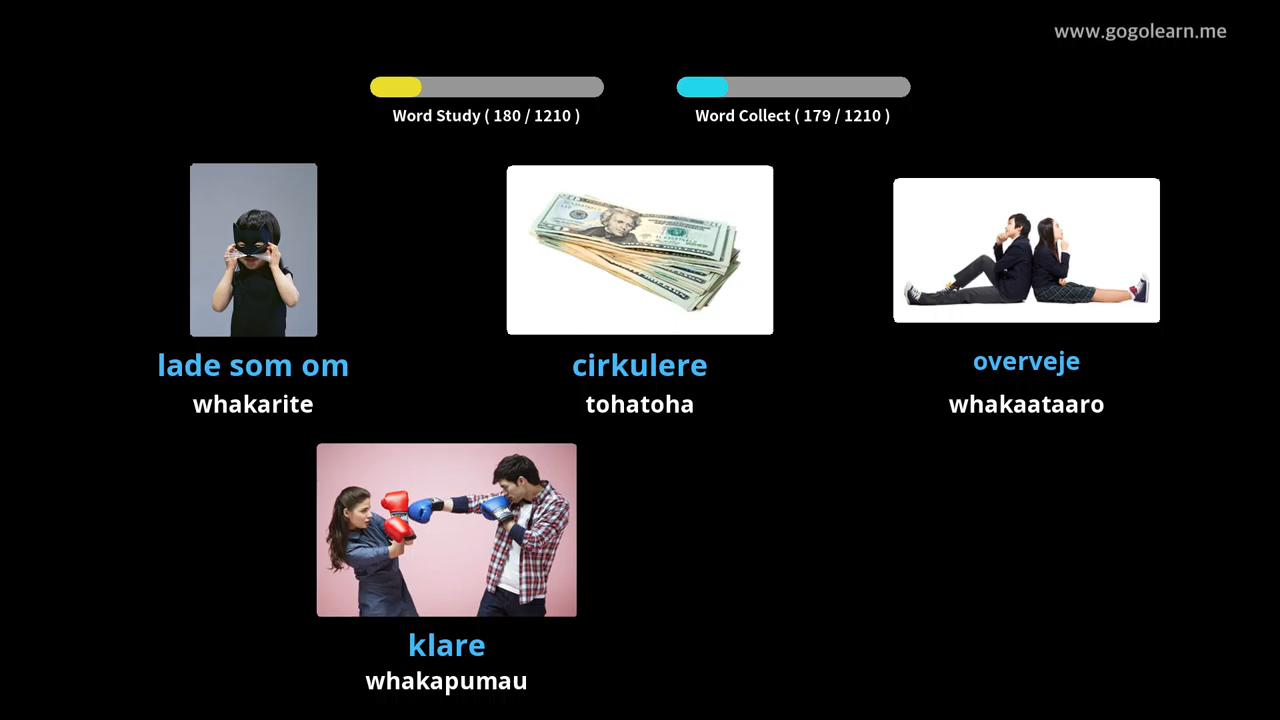 www.gogolearn.me
Word Study ( 180 / 1210 )
Word Collect ( 179 / 1210 )
lade som om
cirkulere
overveje
whakarite
tohatoha
whakaataaro
klare
whakapumau